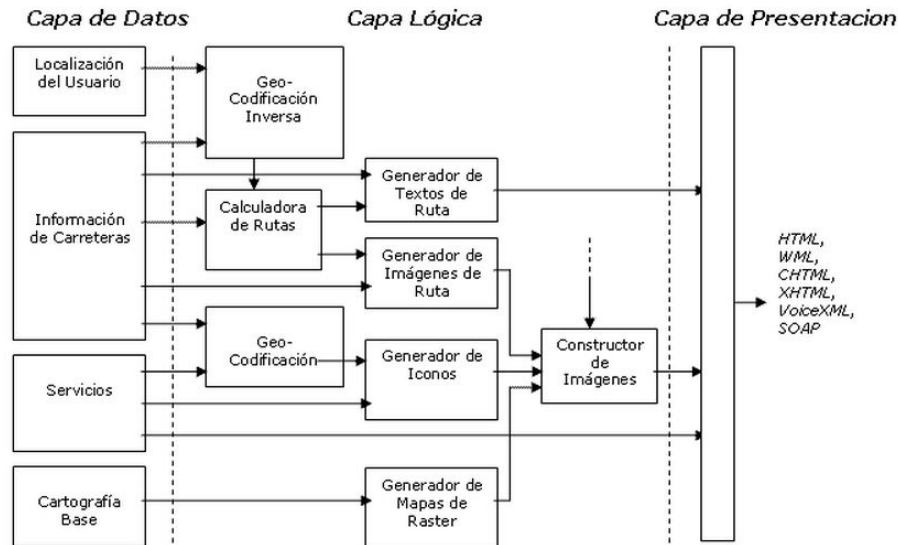 Capa de Datos
Capa Lógica
Capa de Presentacion
Localización
del Usuario
Geo-
Codificación
Inversa
Información
de Carreteras
Calculadora
de Rutas
Generador de
Textos de
Ruta
Generador de
Imágenes de
Ruta
HTML,
WML,
CHTML,
XHTML,
VoiceXML,
SOAP
Geo-
Codificación
Generador de
Iconos
Constructor
de
Imágenes
Servicios
Cartografía
Base
Generador de
Mapas de
Raster